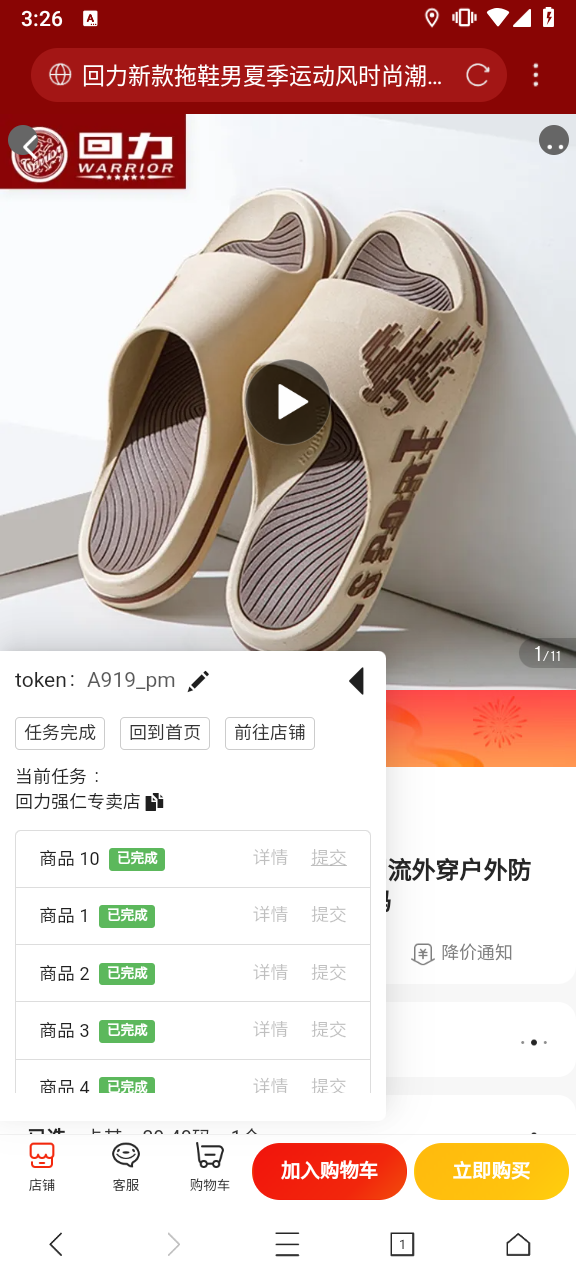 3:26
A
回力新款拖鞋男夏季运动风时尚潮...
回力
WARRIOR
1/11
token： A919_pm
任务完成 回到首页 前往店铺
当前任务：
回力强仁专卖店
商品 10 已完成 详情 提交
商品 1 已完成 详情 提交
商品 2 已完成 详情 提交
商品 3 已完成 详情 提交
商品 4 已完成 详情 提交
流外穿户外防
降价通知
店铺 客服 购物车 加入购物车 立即购买
1